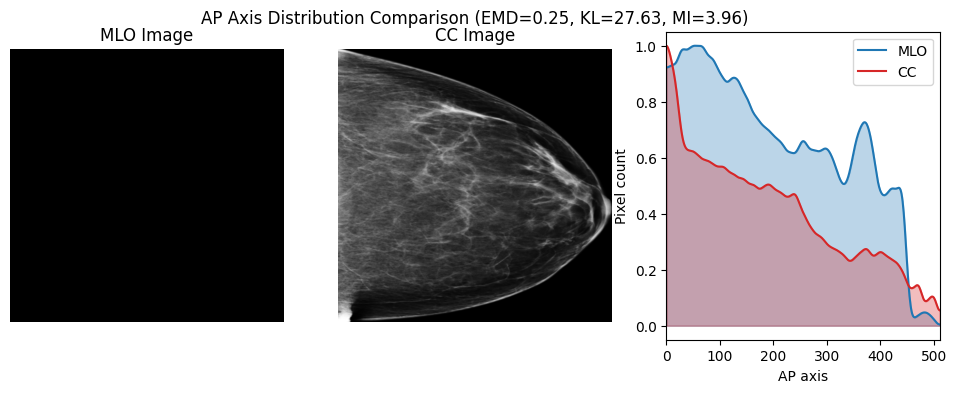 AP Axis Distribution Comparison (EMD=0.25, KL=27.63, MI=3.96)
MLO Image
CC Image
MLO
CC
Pixel count
1.0
0.8
0.6
0.4
0.2
0.0
0 100 200 300 400 500
AP axis